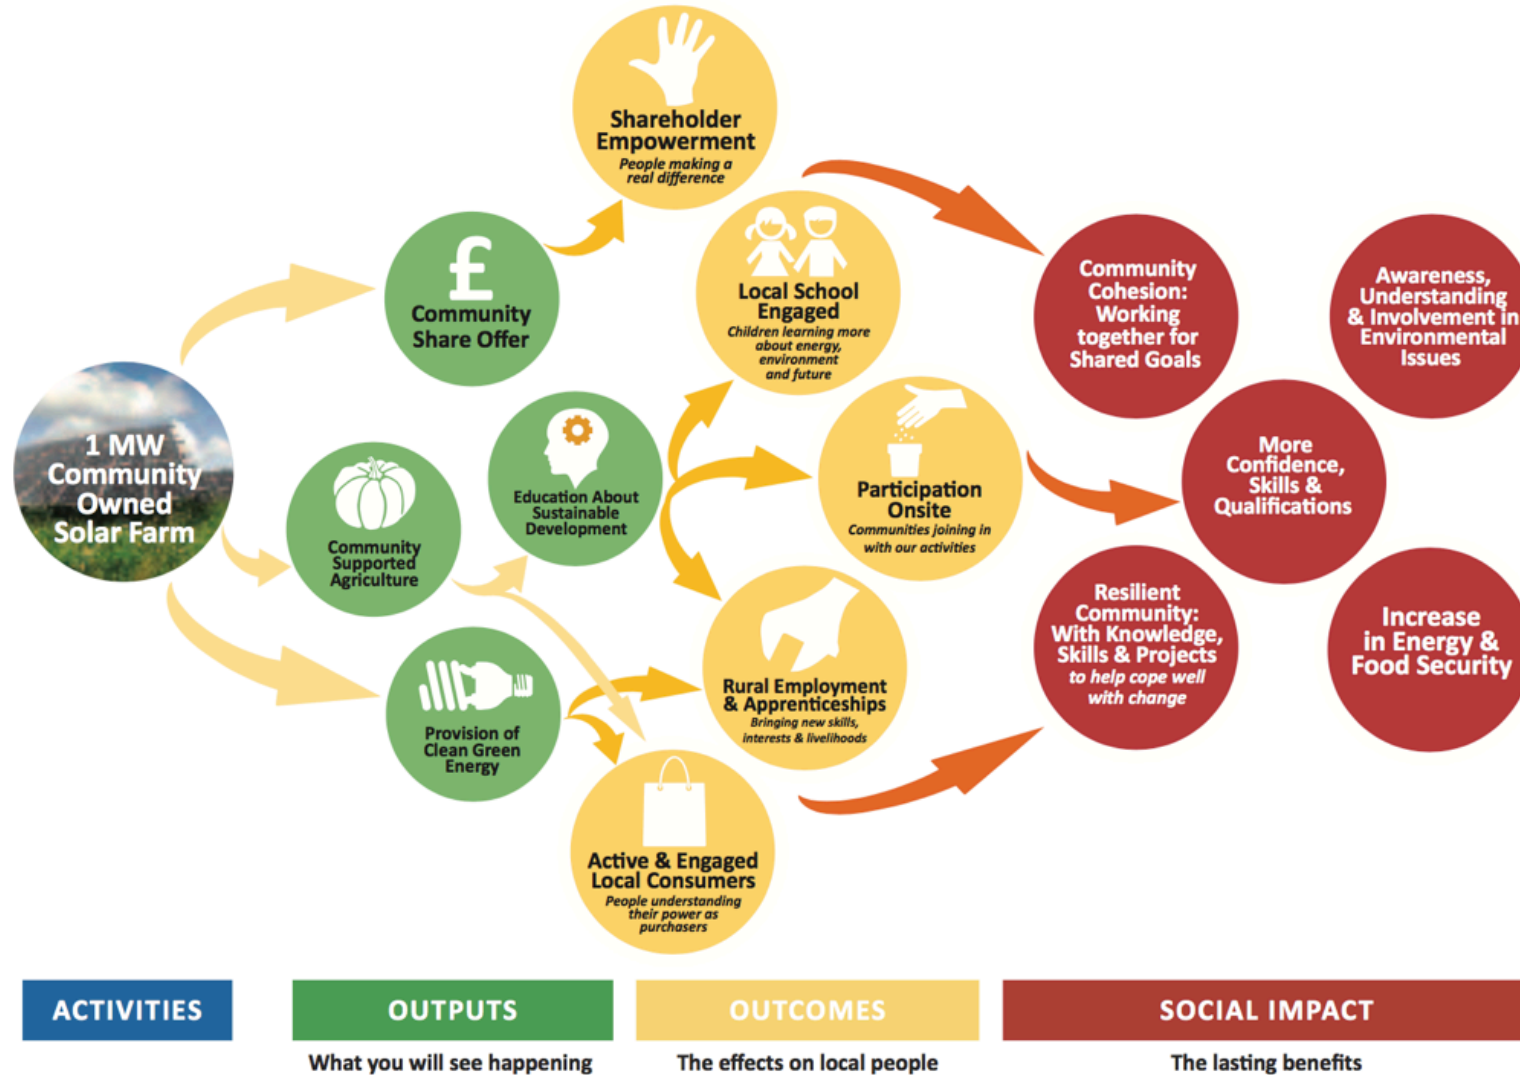 Shareholder
Empowerment
People making a
real difference
£
Community
Share Offer
Local School
Engaged
Children learning more
about energy,
environment
and future
Community
Cohesion:
Working
together for
Shared Goals
Awareness,
Understanding
& Involvement in
Environmental
Issues
1 MW
Community
Owned
Solar Farm
Community
Supported
Agriculture
Education About
Sustainable
Development
Participation
Onsite
Communities joining in
with our activities
More
Confidence,
Skills &
Qualifications
Provision of
Clean Green
Energy
Rural Employment
& Apprenticeships
Bringing new skills,
interests & livelihoods
Resilient
Community:
With Knowledge,
Skills & Projects
to help cope well
with change
Increase
in Energy &
Food Security
Active & Engaged
Local Consumers
People understanding
their power as
purchasers
ACTIVITIES
OUTPUTS
OUTCOMES
SOCIAL IMPACT
What you will see happening
The effects on local people
The lasting benefits